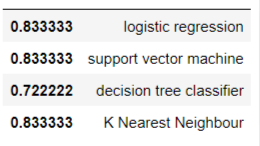 0.833333 logistic regression
0.833333 support vector machine
0.722222 decision tree classifier
0.833333 K Nearest Neighbour